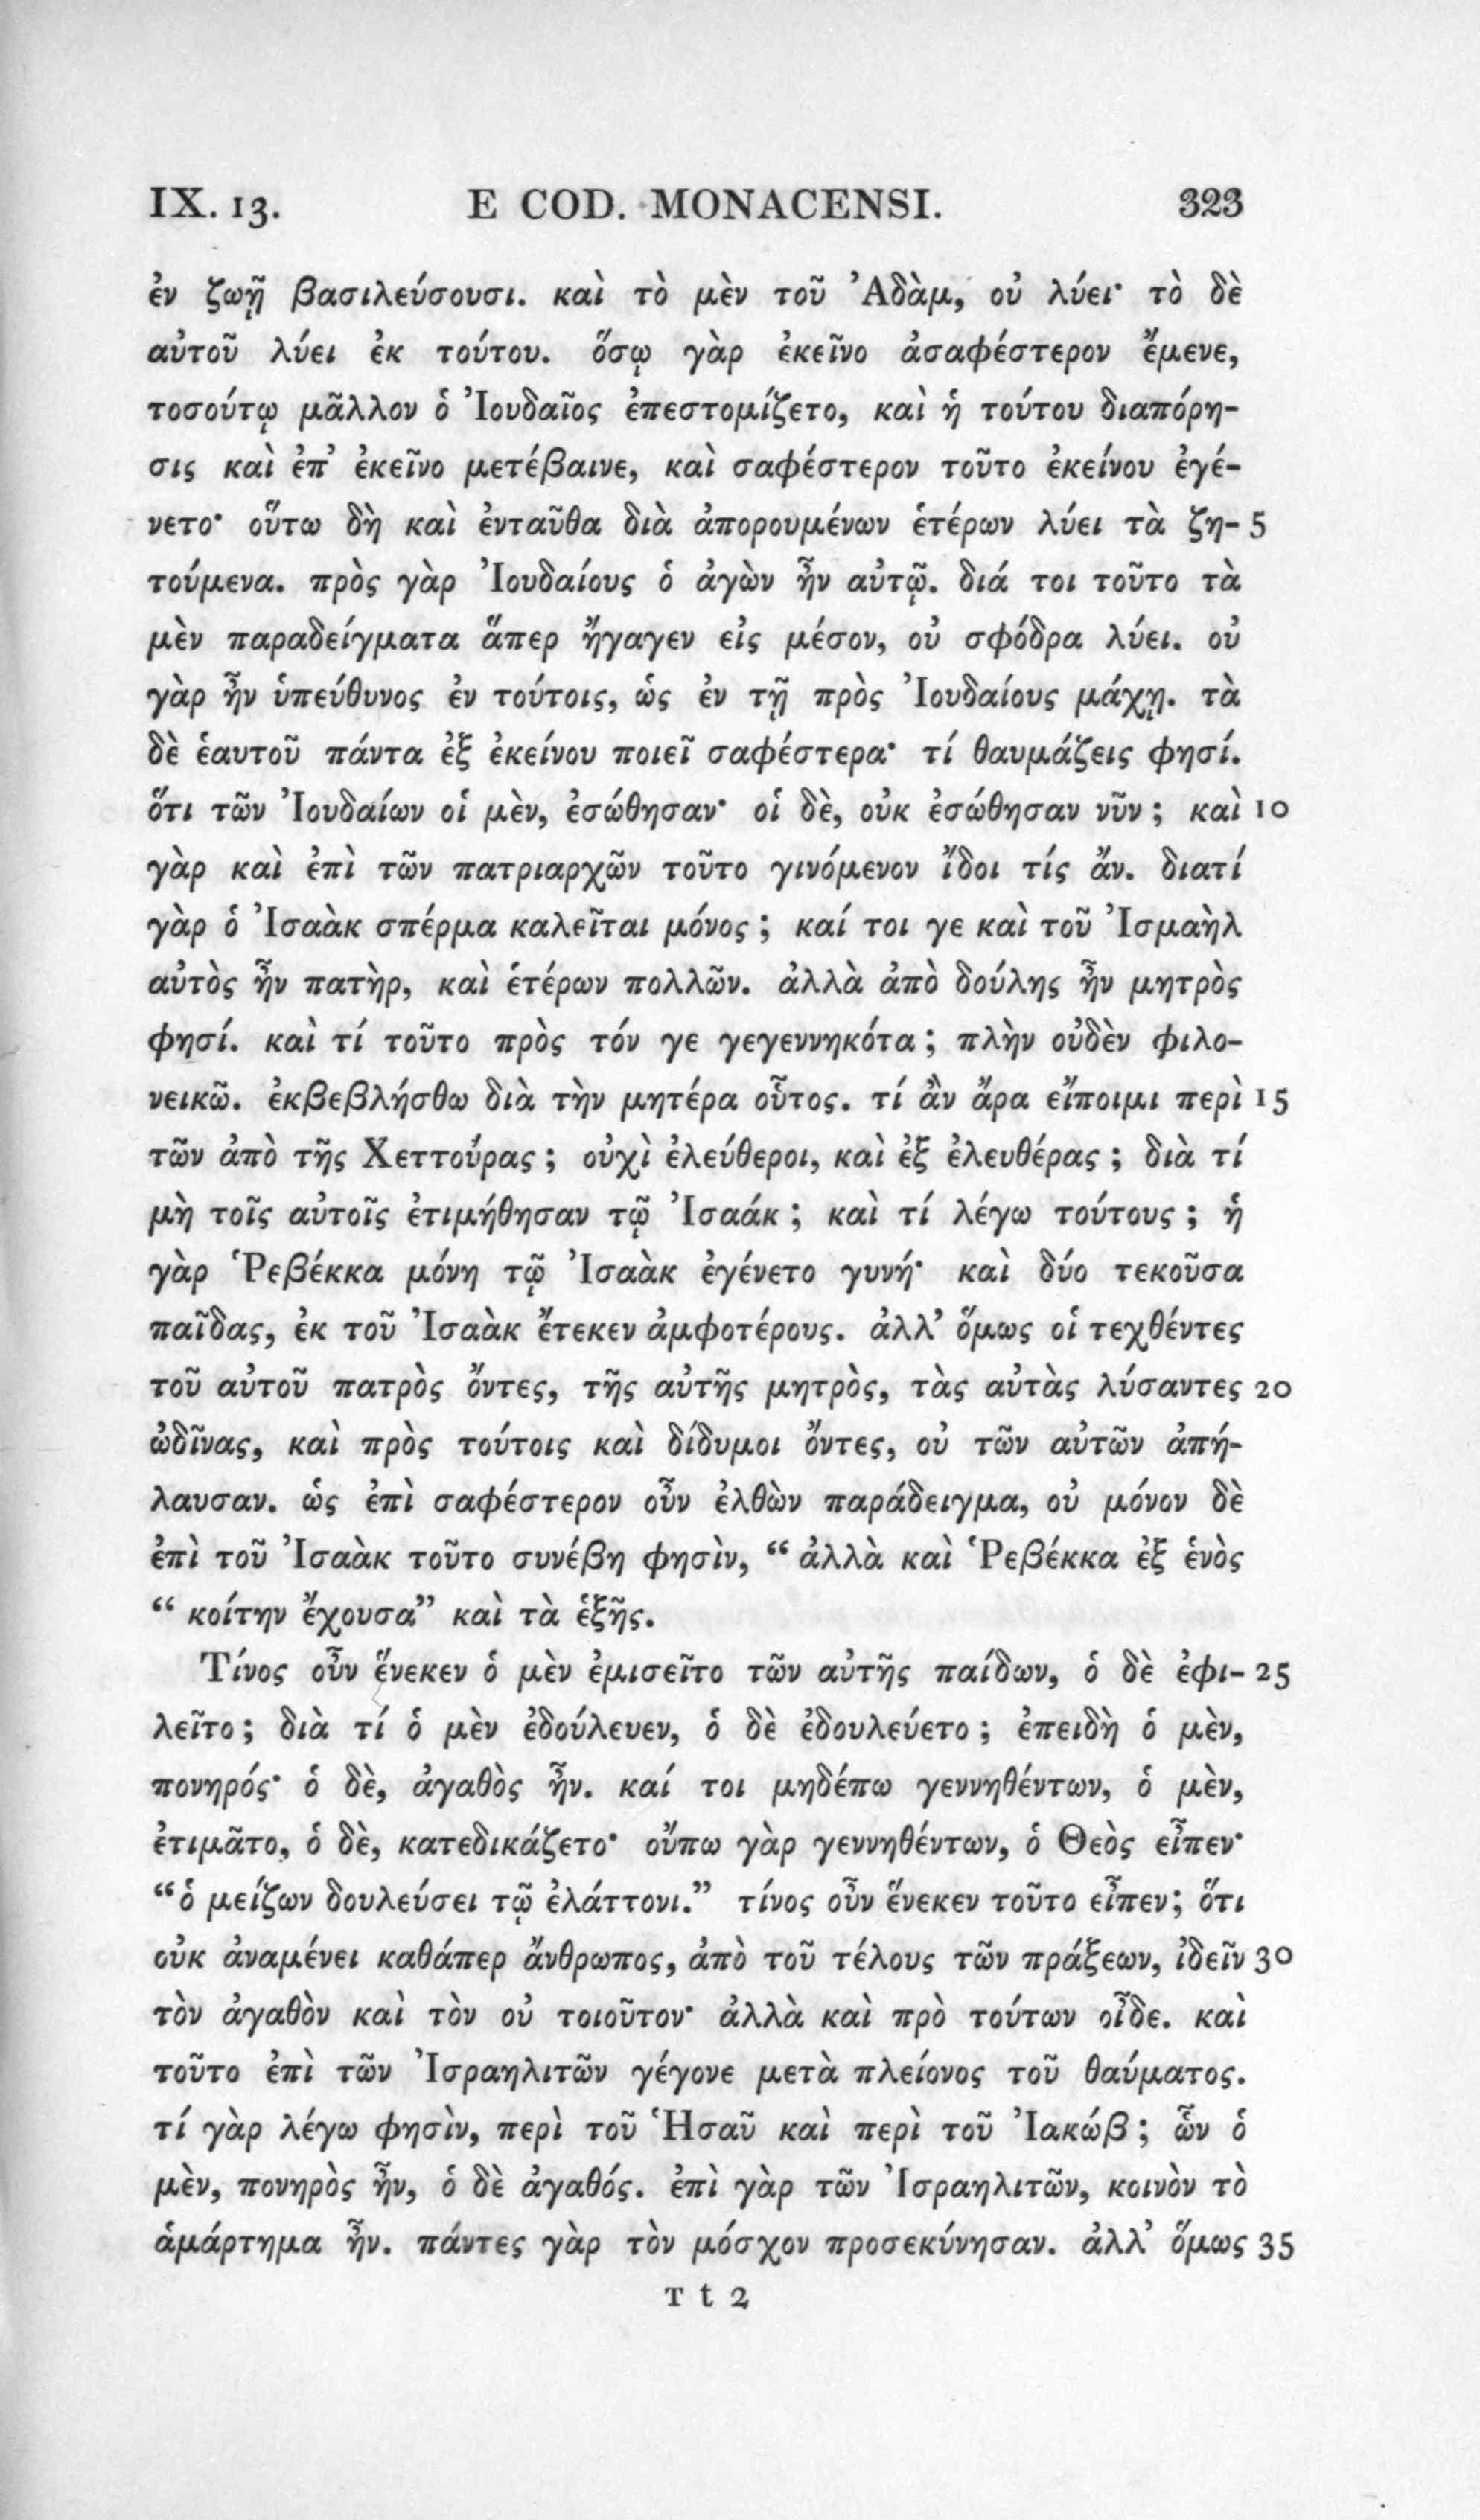 IX. 13. E COD. MONACENSI. 323
ἐν ζωῇ βασιλεύσουσι. καὶ τὸ μὲν τοῦ Ἀδὰμ, οὐ λύει· τὸ δὲ
αὐτοῦ λύει ἐκ τούτου. ὅσῳ γὰρ ἐκεῖνο ἀσαφέστερον ἔμενε,
τοσούτῳ μᾶλλον ὁ Ἰουδαῖος ἐπεστομίζετο, καὶ ἡ τούτου διαπόρη-
σις καὶ ἐπ’ ἐκεῖνο μετέβαινε, καὶ σαφέστερον τοῦτο ἐκείνου ἐγέ-
νετο· οὕτω δὴ καὶ ἐνταῦθα διὰ ἀπορουμένων ἑτέρων λύει τὰ ζη- 5
τούμενα. πρὸς γὰρ Ἰουδαίους ὁ ἀγὼν ἦν αὐτῷ. διά τοι τοῦτο τὰ
μὲν παραδείγματα ἅπερ ἤγαγεν εἰς μέσον, οὐ σφόδρα λύει. οὐ
γὰρ ἦν ὑπεύθυνος ἐν τούτοις, ὡς ἐν τῇ πρὸς Ἰουδαίους μάχῃ. τὰ
δὲ ἑαυτοῦ πάντα ἐξ ἐκείνου ποιεῖ σαφέστερα· τί θαυμάζεις φησί.
ὅτι τῶν Ἰουδαίων οἱ μὲν, ἐσώθησαν· οἱ δὲ, οὐκ ἐσώθησαν νῦν ; καὶ 10
γὰρ καὶ ἐπὶ τῶν πατριαρχῶν τοῦτο γινόμενον ἴδοι τίς ἄν. διατί
γὰρ ὁ Ἰσαὰκ σπέρμα καλεῖται μόνος ; καί τοι γε καὶ τοῦ Ἰσμαὴλ
αὐτὸς ἦν πατὴρ, καὶ ἑτέρων πολλῶν. ἀλλὰ ἀπὸ δούλης ἦν μητρὸς
φησί. καὶ τί τοῦτο πρὸς τόν γε γεγεννηκότα ; πλὴν οὐδὲν φιλο-
νεικῶ. ἐκβεβλήσθω διὰ τὴν μητέρα οὗτος. τί ἂν ἄρα εἴποιμι περὶ 15
τῶν ἀπὸ τῆς Χεττούρας ; οὐχὶ ἐλεύθεροι, καὶ ἐξ ἐλευθέρας ; διὰ τί
μὴ τοῖς αὐτοῖς ἐτιμήθησαν τῷ Ἰσαάκ ; καὶ τί λέγω τούτους ; ἡ
γὰρ Ῥεβέκκα μόνη τῷ Ἰσαὰκ ἐγένετο γυνή· καὶ δύο τεκοῦσα
παῖδας, ἐκ τοῦ Ἰσαὰκ ἔτεκεν ἀμφοτέρους. ἀλλ’ ὅμως οἱ τεχθέντες
τοῦ αὐτοῦ πατρὸς ὄντες, τῆς αὐτῆς μητρὸς, τὰς αὐτὰς λύσαντες 20
ὠδῖνας, καὶ πρὸς τούτοις καὶ δίδυμοι ὄντες, οὐ τῶν αὐτῶν ἀπή-
λαυσαν. ὡς ἐπὶ σαφέστερον οὖν ἐλθὼν παράδειγμα, οὐ μόνον δὲ
ἐπὶ τοῦ Ἰσαὰκ τοῦτο συνέβη φησὶν, “ ἀλλὰ καὶ Ῥεβέκκα ἐξ ἑνὸς
“ κοίτην ἔχουσα” καὶ τὰ ἑξῆς.
Τίνος οὖν ἕνεκεν ὁ μὲν ἐμισεῖτο τῶν αὐτῆς παίδων, ὁ δὲ ἐφι- 25
λεῖτο ; διὰ τί ὁ μὲν ἐδούλευεν, ὁ δὲ ἐδουλεύετο ; ἐπειδὴ ὁ μὲν,
πονηρός· ὁ δὲ, ἀγαθὸς ἦν. καί τοι μηδέπω γεννηθέντων, ὁ μὲν,
ἐτιμᾶτο, ὁ δὲ, κατεδικάζετο· οὔπω γὰρ γεννηθέντων, ὁ Θεὸς εἶπεν·
“ὁ μείζων δουλεύσει τῷ ἐλάττονι.” τίνος οὖν ἕνεκεν τοῦτο εἶπεν; ὅτι
οὐκ ἀναμένει καθάπερ ἄνθρωπος, ἀπὸ τοῦ τέλους τῶν πράξεων, ἰδεῖν 30
τὸν ἀγαθὸν καὶ τὸν οὐ τοιοῦτον· ἀλλὰ καὶ πρὸ τούτων οἶδε. καὶ
τοῦτο ἐπὶ τῶν Ἰσραηλιτῶν γέγονε μετὰ πλείονος τοῦ θαύματος.
τί γὰρ λέγω φησὶν, περὶ τοῦ Ἡσαῦ καὶ περὶ τοῦ Ἰακώβ ; ὧν ὁ
μὲν, πονηρὸς ἦν, ὁ δὲ ἀγαθός. ἐπὶ γὰρ τῶν Ἰσραηλιτῶν, κοινὸν τὸ
ἁμάρτημα ἦν. πάντες γὰρ τὸν μόσχον προσεκύνησαν. ἀλλ’ ὅμως 35
T t 2